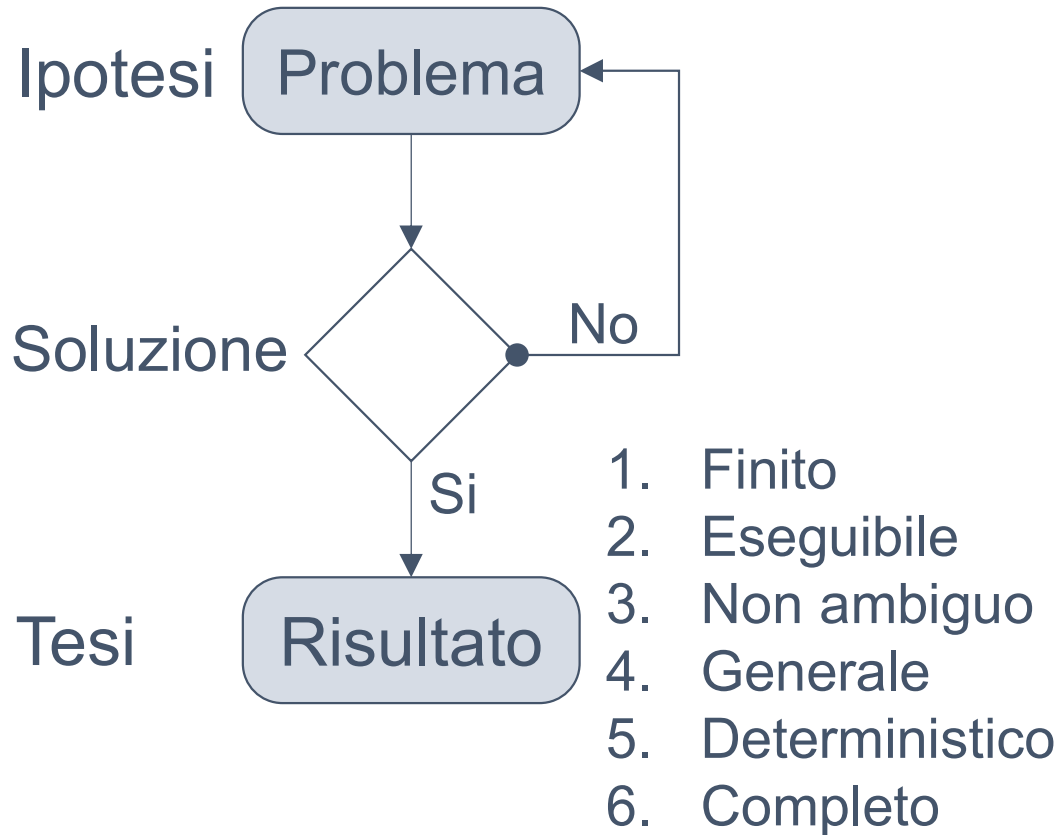 Ipotesi
Problema
Soluzione
No
Si
Tesi
Risultato
1. Finito
2. Eseguibile
3. Non ambiguo
4. Generale
5. Deterministico
6. Completo